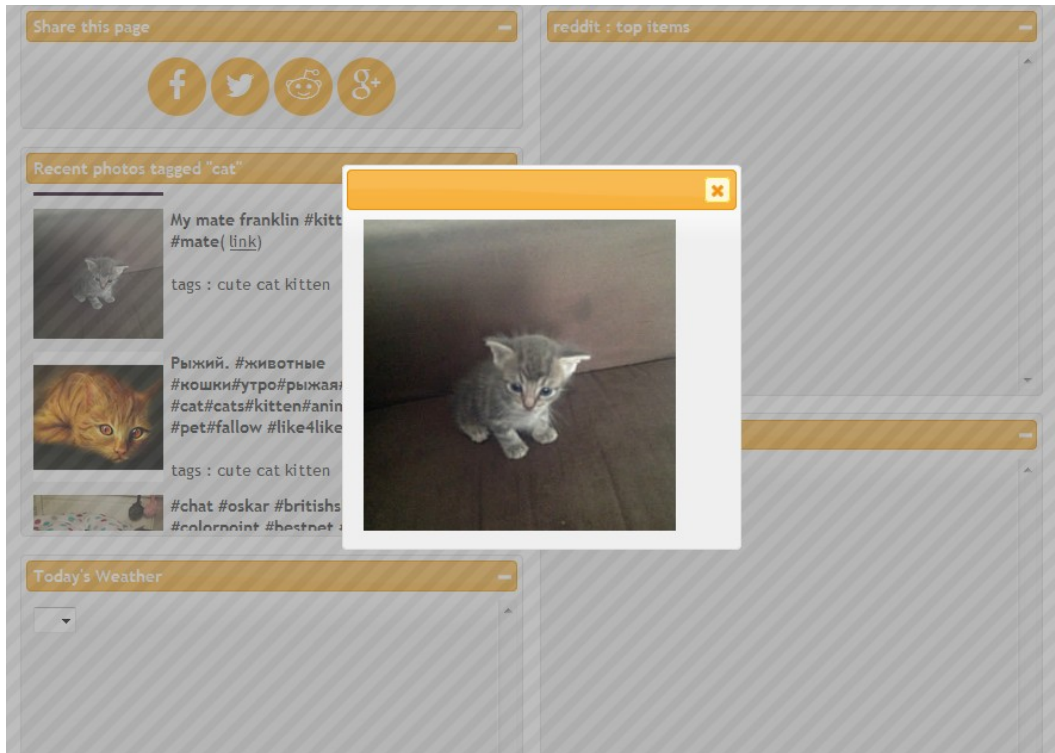 Share this page
reddit : top items
Recent photos tagged "cat"
My mate franklin #kitt
#mate( link)
tags : cute cat kitten
Рыжий. #животные
#кошки#утро#рыжая#
#cat#cats#kitten#anim
#pet#fallow #like4like
tags : cute cat kitten
#chat #oskar #britishs
#colorpoint #bestpet #
Today's Weather